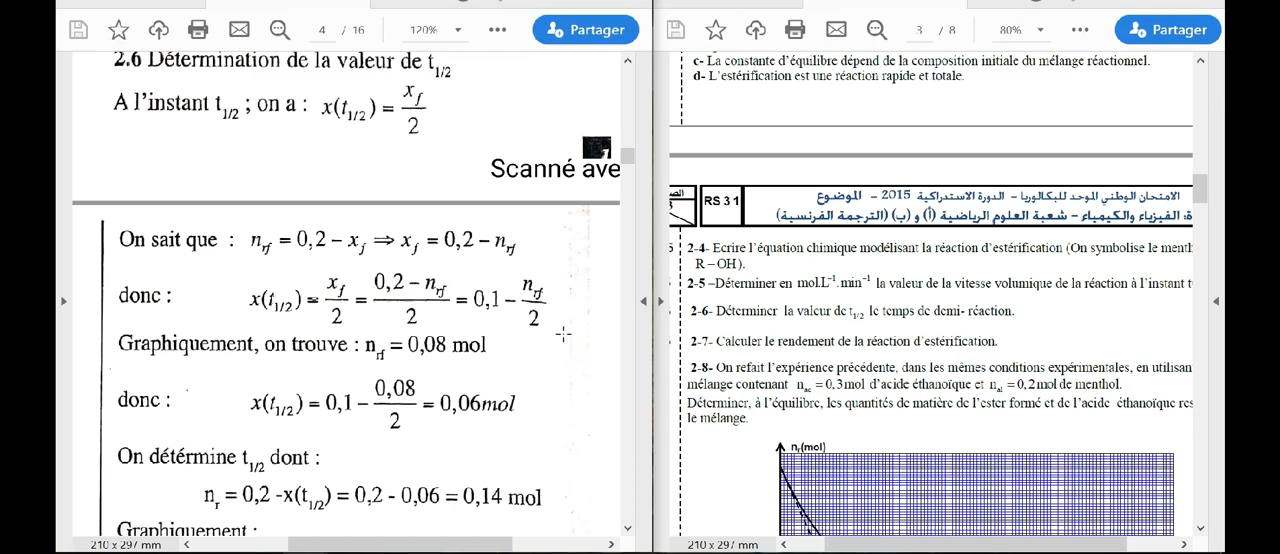 4 / 16
120%
Partager
2.6 Détermination de la valeur de t1/2
A l'instant t1/2 ; on a : x(t1/2) = xf/2
Scanné ave
On sait que : nrf = 0,2 – xf ⇒ xf = 0,2 – nrf
donc : x(t1/2) = xf/2 = (0,2 – nrf)/2 = 0,1 – nrf/2
Graphiquement, on trouve : nrf = 0,08 mol
donc : x(t1/2) = 0,1 – 0,08/2 = 0,06mol
On détérmine t1/2 dont :
nr = 0,2 -x(t1/2) = 0,2 - 0,06 = 0,14 mol
Graphiquement :
210 x 297 mm
3 / 8
80%
Partager
c- La constante d'équilibre dépend de la composition initiale du mélange réactionnel.
d- L'estérification est une réaction rapide et totale.
RS 3 1
الامتحان الوطني الموحد للبكالوريا – الدورة الاستدراكية 2015 – الموضوع
ة: الفيزياء والكيمياء – شعبة العلوم الرياضية (أ) و (ب) (الترجمة الفرنسية)
2-4- Ecrire l'équation chimique modélisant la réaction d'estérification (On symbolise le menth
R – OH).
2-5 –Déterminer en mol.L⁻¹.min⁻¹ la valeur de la vitesse volumique de la réaction à l'instant t
2-6- Déterminer la valeur de t1/2 le temps de demi- réaction.
2-7- Calculer le rendement de la réaction d'estérification.
2-8- On refait l'expérience précédente, dans les mêmes conditions expérimentales, en utilisan
mélange contenant nac = 0,3mol d'acide éthanoïque et nal = 0,2mol de menthol.
Déterminer, à l'équilibre, les quantités de matière de l'ester formé et de l'acide éthanoïque res
le mélange.
nr(mol)
210 x 297 mm